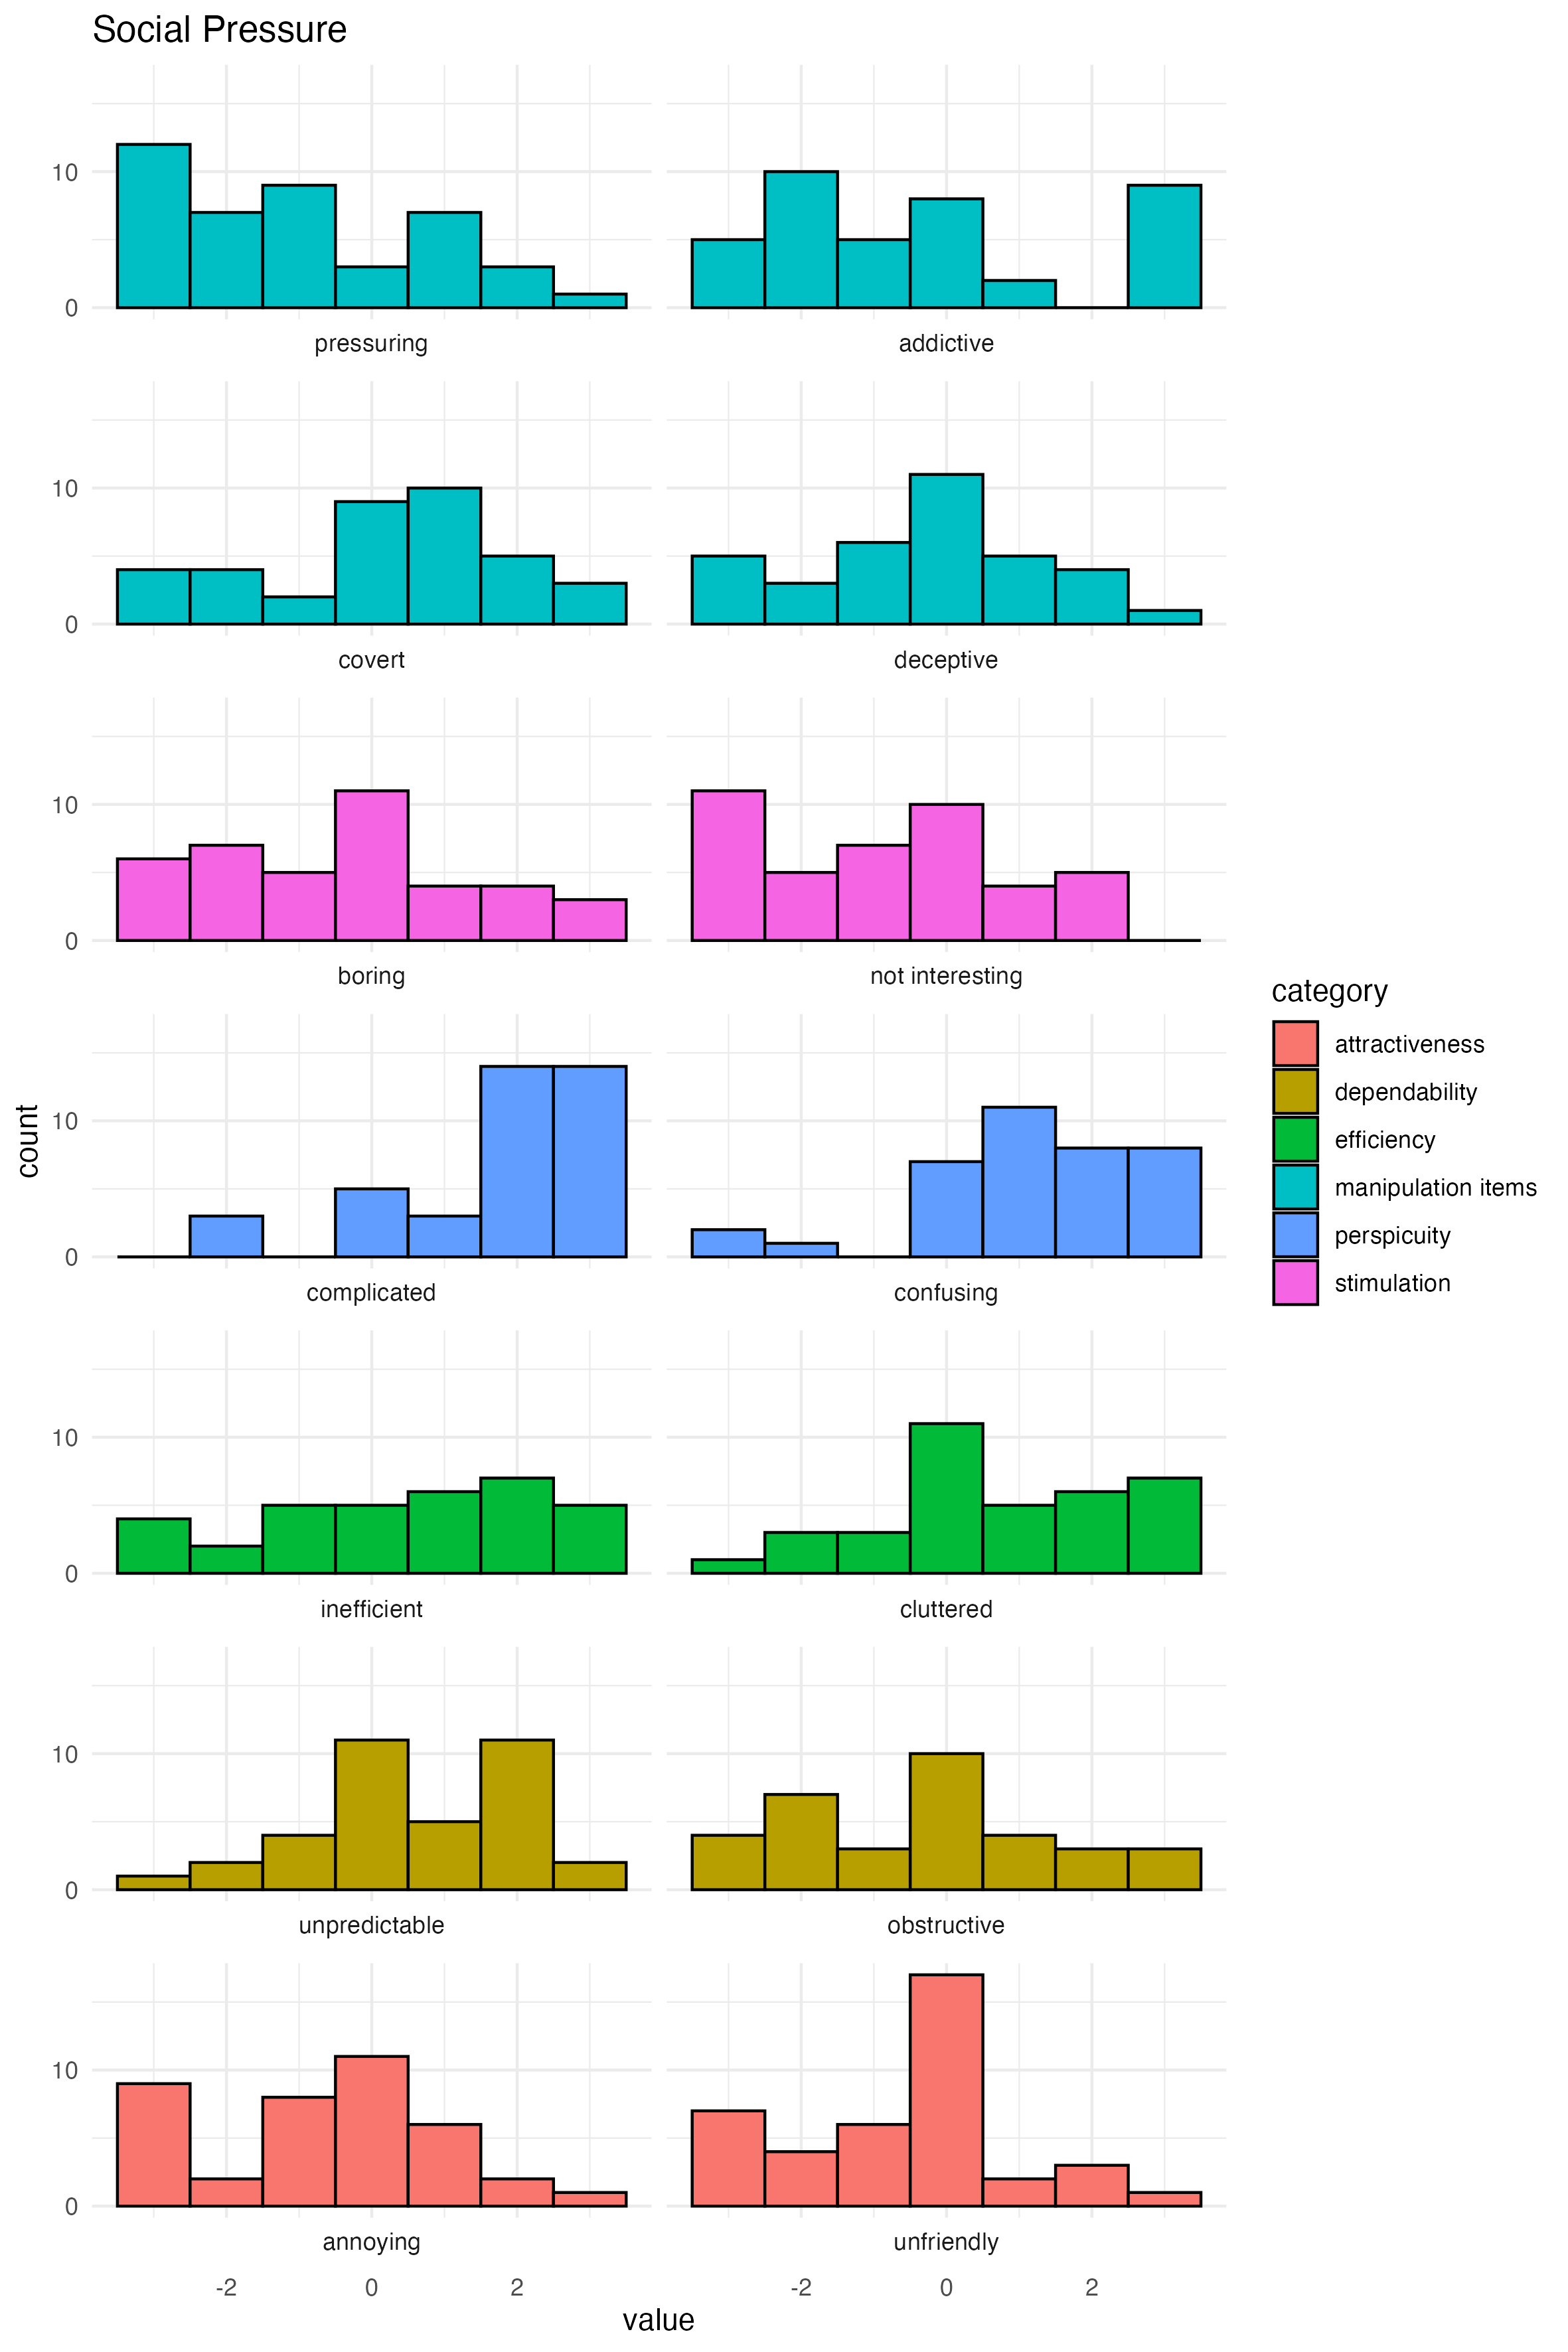 Social Pressure
10
0
pressuring
addictive
10
0
covert
deceptive
10
0
boring
not interesting
category
attractiveness
dependability
efficiency
manipulation items
perspicuity
stimulation
count
10
0
complicated
confusing
10
0
inefficient
cluttered
10
0
unpredictable
obstructive
10
0
annoying
unfriendly
-2 0 2 -2 0 2
value